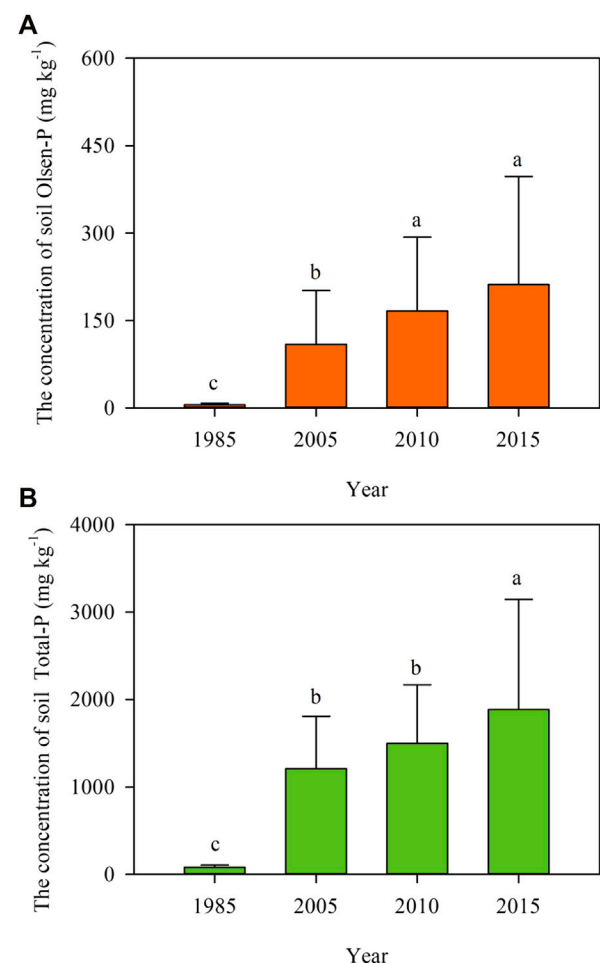 A
The concentration of soil Olsen-P (mg kg-1)
600
450
300
150
0
c
b
a
a
1985 2005 2010 2015
Year
B
The concentration of soil Total-P (mg kg-1)
4000
3000
2000
1000
0
c
b
b
a
1985 2005 2010 2015
Year